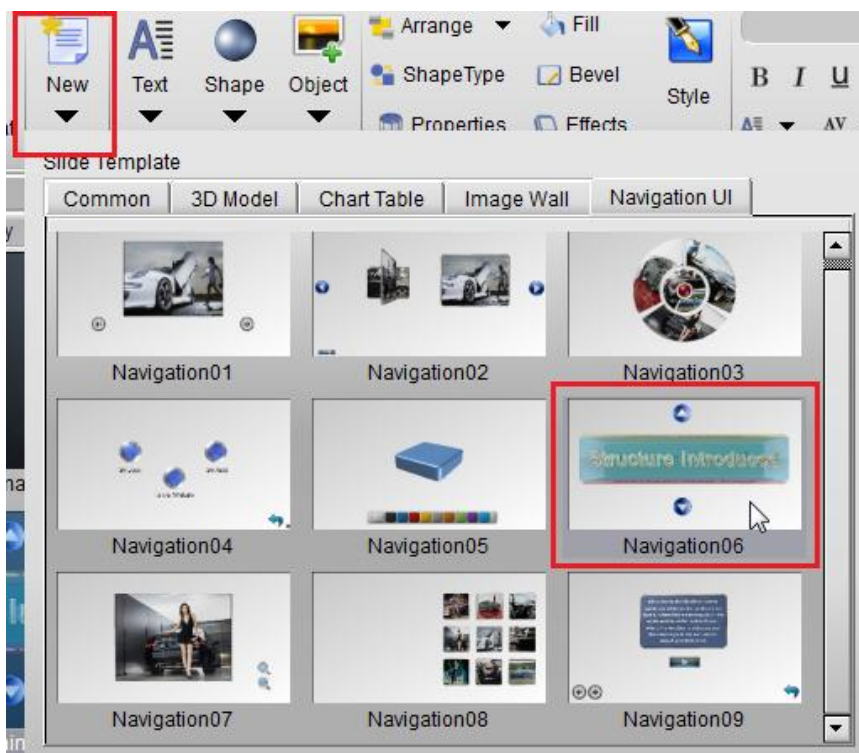 Arrange
Fill
New
Text
Shape
Object
ShapeType
Bevel
Style
B I U
Properties
Effects
AV
Slide Template
Common
3D Model
Chart Table
Image Wall
Navigation UI
Navigation01
Navigation02
Navigation03
Structure Introduced
Navigation04
Navigation05
Navigation06
Navigation07
Navigation08
Navigation09